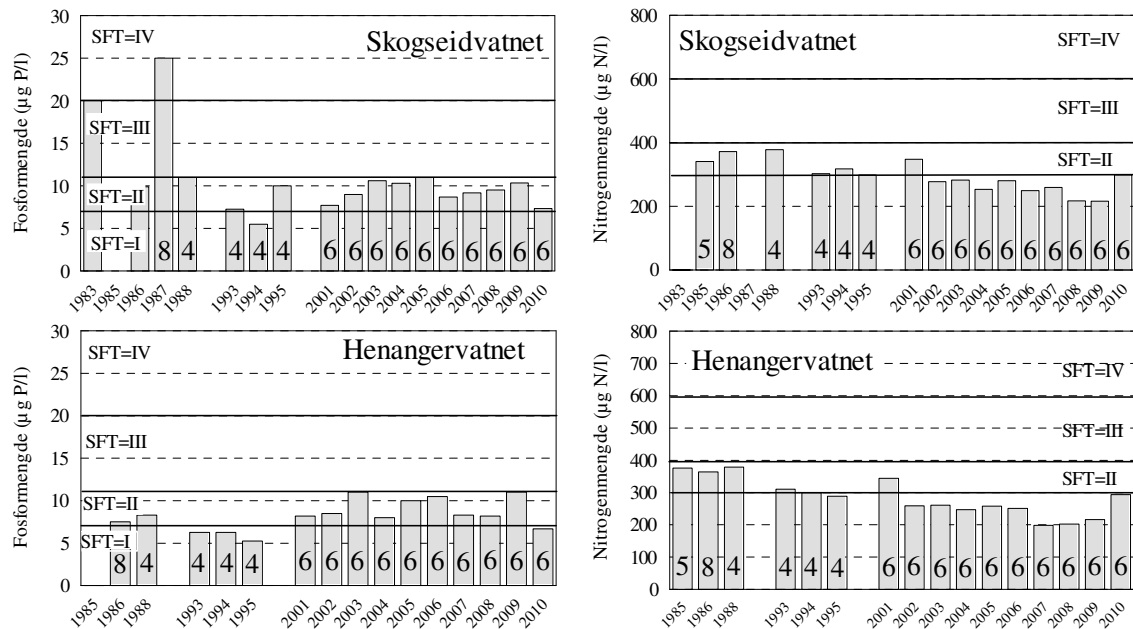 Fosformengde (µg P/l)
30
25
20
15
10
5
0
SFT=IV
SFT=III
SFT=II
SFT=I
Skogseidvatnet
8 4 4 4 4 6 6 6 6 6 6 6 6 6 6
1983 1985 1986 1987 1988 1993 1994 1995 2001 2002 2003 2004 2005 2006 2007 2008 2009 2010
Nitrogenmengde (µg N/l)
800
600
400
200
0
Skogseidvatnet
SFT=IV
SFT=III
SFT=II
5 8 4 4 4 4 6 6 6 6 6 6 6 6 6 6
1983 1985 1986 1987 1988 1993 1994 1995 2001 2002 2003 2004 2005 2006 2007 2008 2009 2010
Fosformengde (µg P/l)
30
25
20
15
10
5
0
SFT=IV
SFT=III
SFT=II
SFT=I
Henangervatnet
8 4 4 4 4 6 6 6 6 6 6 6 6 6 6
1985 1986 1988 1993 1994 1995 2001 2002 2003 2004 2005 2006 2007 2008 2009 2010
Nitrogenmengde (µg N/l)
800
700
600
500
400
300
200
100
0
Henangervatnet
SFT=IV
SFT=III
SFT=II
5 8 4 4 4 4 6 6 6 6 6 6 6 6 6 6
1985 1986 1988 1993 1994 1995 2001 2002 2003 2004 2005 2006 2007 2008 2009 2010